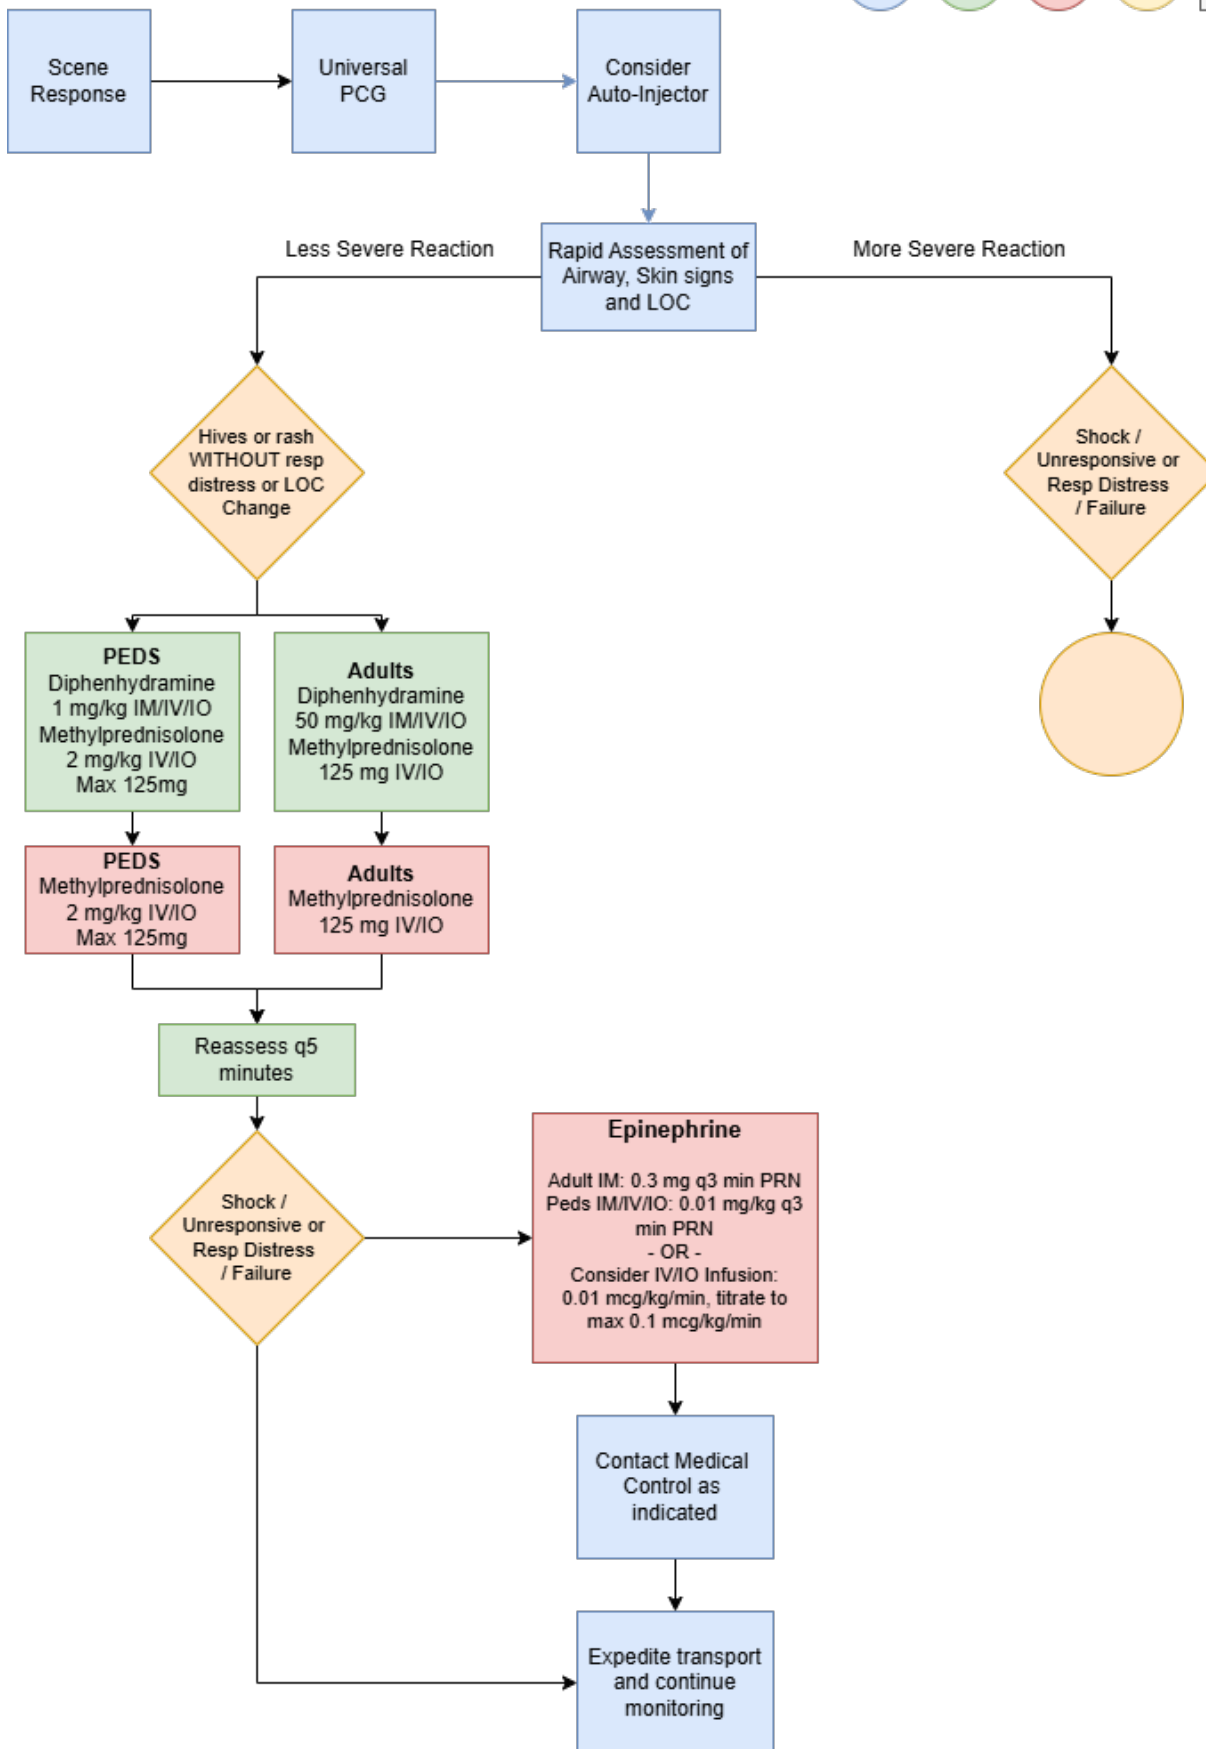 Scene
Response
Universal
PCG
Consider
Auto-Injector
Less Severe Reaction
Rapid Assessment of
Airway, Skin signs
and LOC
More Severe Reaction
Hives or rash
WITHOUT resp
distress or LOC
Change
Shock /
Unresponsive or
Resp Distress
/ Failure
PEDS
Diphenhydramine
1 mg/kg IM/IV/IO
Methylprednisolone
2 mg/kg IV/IO
Max 125mg
Adults
Diphenhydramine
50 mg/kg IM/IV/IO
Methylprednisolone
125 mg IV/IO
PEDS
Methylprednisolone
2 mg/kg IV/IO
Max 125mg
Adults
Methylprednisolone
125 mg IV/IO
Reassess q5
minutes
Shock /
Unresponsive or
Resp Distress
/ Failure
Epinephrine
Adult IM: 0.3 mg q3 min PRN
Peds IM/IV/IO: 0.01 mg/kg q3
min PRN
- OR -
Consider IV/IO Infusion:
0.01 mcg/kg/min, titrate to
max 0.1 mcg/kg/min
Contact Medical
Control as
indicated
Expedite transport
and continue
monitoring